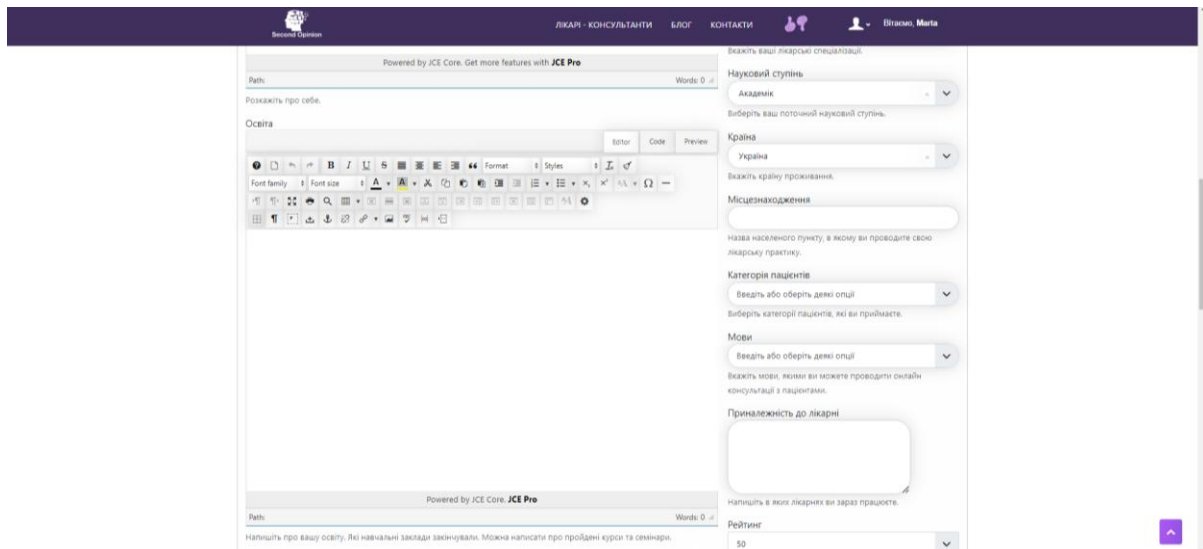 Second Opinion
ЛІКАРІ - КОНСУЛЬТАНТИ БЛОГ КОНТАКТИ Вітаємо, Marta
Powered by JCE Core. Get more features with JCE Pro
Path: Words: 0
Розкажіть про себе.
Освіта
Editor Code Preview
Format Styles
Font family Font size
Powered by JCE Core. JCE Pro
Path: Words: 0
Напишіть про вашу освіту. Які навчальні заклади закінчували. Можна написати про пройдені курси та семінари.
Вкажіть ваші лікарські спеціалізації.
Науковий ступінь
Академік
Виберіть ваш поточний науковий ступінь.
Країна
Україна
Вкажіть країну проживання.
Місцезнаходження
Назва населеного пункту, в якому ви проводите свою
лікарську практику.
Категорія пацієнтів
Введіть або оберіть деякі опції
Виберіть категорії пацієнтів, які ви приймаєте.
Мови
Введіть або оберіть деякі опції
Вкажіть мови, якими ви можете проводити онлайн
консультації з пацієнтами.
Приналежність до лікарні
Напишіть в яких лікарнях ви зараз працюєте.
Рейтинг
50